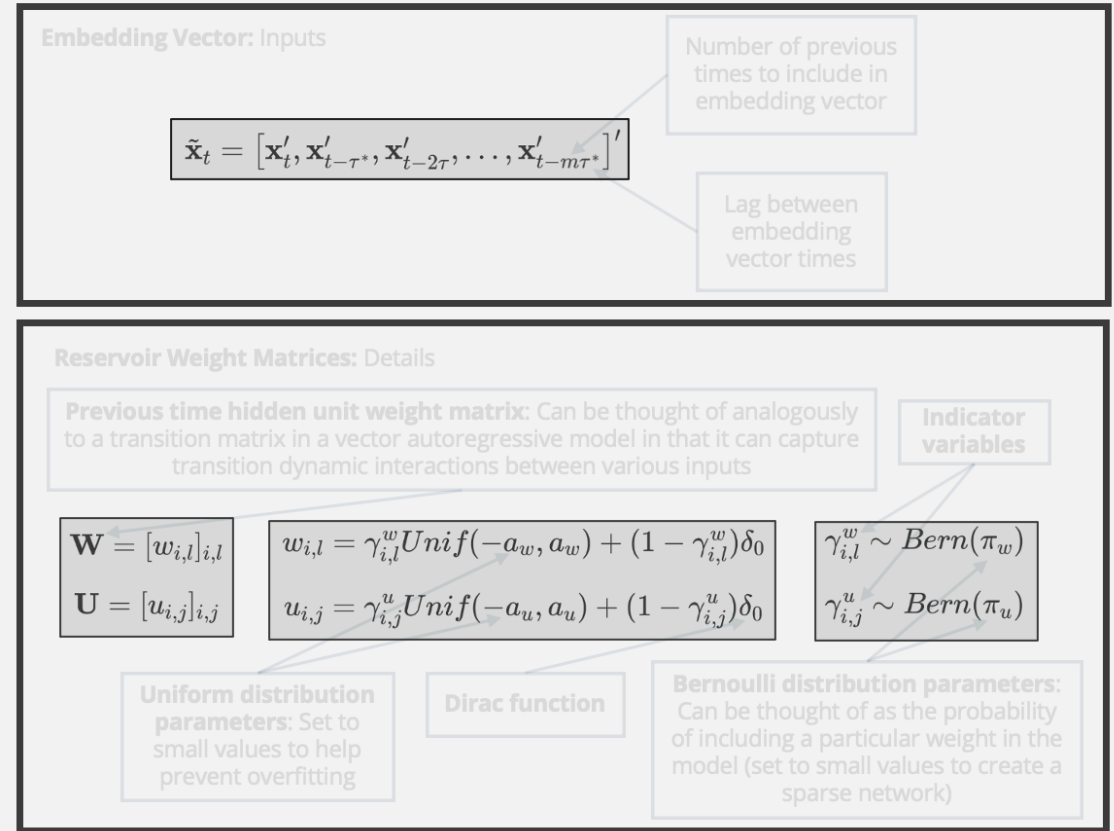 Embedding Vector: Inputs
Number of previous
times to include in
embedding vector
x̃_t = [x′_t, x′_{t−τ*}, x′_{t−2τ}, …, x′_{t−mτ*}]′
Lag between
embedding
vector times
Reservoir Weight Matrices: Details
Previous time hidden unit weight matrix: Can be thought of analogously
to a transition matrix in a vector autoregressive model in that it can capture
transition dynamic interactions between various inputs
Indicator
variables
W = [w_{i,l}]_{i,l}
U = [u_{i,j}]_{i,j}
w_{i,l} = γ^w_{i,l} Unif(−a_w, a_w) + (1 − γ^w_{i,l})δ_0
u_{i,j} = γ^u_{i,j} Unif(−a_u, a_u) + (1 − γ^u_{i,j})δ_0
γ^w_{i,l} ∼ Bern(π_w)
γ^u_{i,j} ∼ Bern(π_u)
Uniform distribution
parameters: Set to
small values to help
prevent overfitting
Dirac function
Bernoulli distribution parameters:
Can be thought of as the probability
of including a particular weight in the
model (set to small values to create a
sparse network)